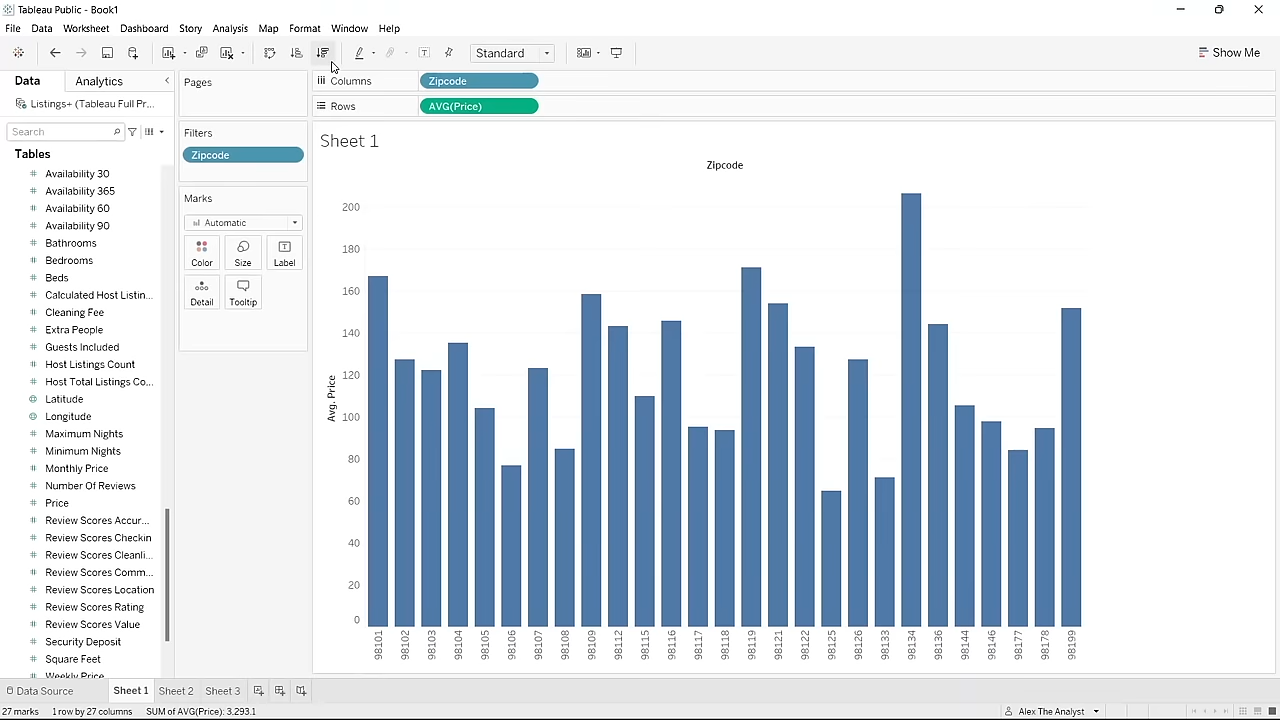 Tableau Public - Book1
File Data Worksheet Dashboard Story Analysis Map Format Window Help
Standard
Show Me
Data Analytics
Listings+ (Tableau Full Pr...
Search
Tables
Availability 30
Availability 365
Availability 60
Availability 90
Bathrooms
Bedrooms
Beds
Calculated Host Listin...
Cleaning Fee
Extra People
Guests Included
Host Listings Count
Host Total Listings Co...
Latitude
Longitude
Maximum Nights
Minimum Nights
Monthly Price
Number Of Reviews
Price
Review Scores Accur...
Review Scores Checkin
Review Scores Cleanli...
Review Scores Comm...
Review Scores Location
Review Scores Rating
Review Scores Value
Security Deposit
Square Feet
Weekly Price
Pages
Filters
Zipcode
Marks
Automatic
Color Size Label
Detail Tooltip
Columns Zipcode
Rows AVG(Price)
Sheet 1
Zipcode
Avg. Price
200
180
160
140
120
100
80
60
40
20
0
98101 98102 98103 98104 98105 98106 98107 98108 98109 98112 98115 98116 98117 98118 98119 98121 98122 98125 98126 98133 98134 98136 98144 98146 98177 98178 98199
Data Source Sheet 1 Sheet 2 Sheet 3
27 marks 1 row by 27 columns SUM of AVG(Price): 3,293.1
Alex The Analyst